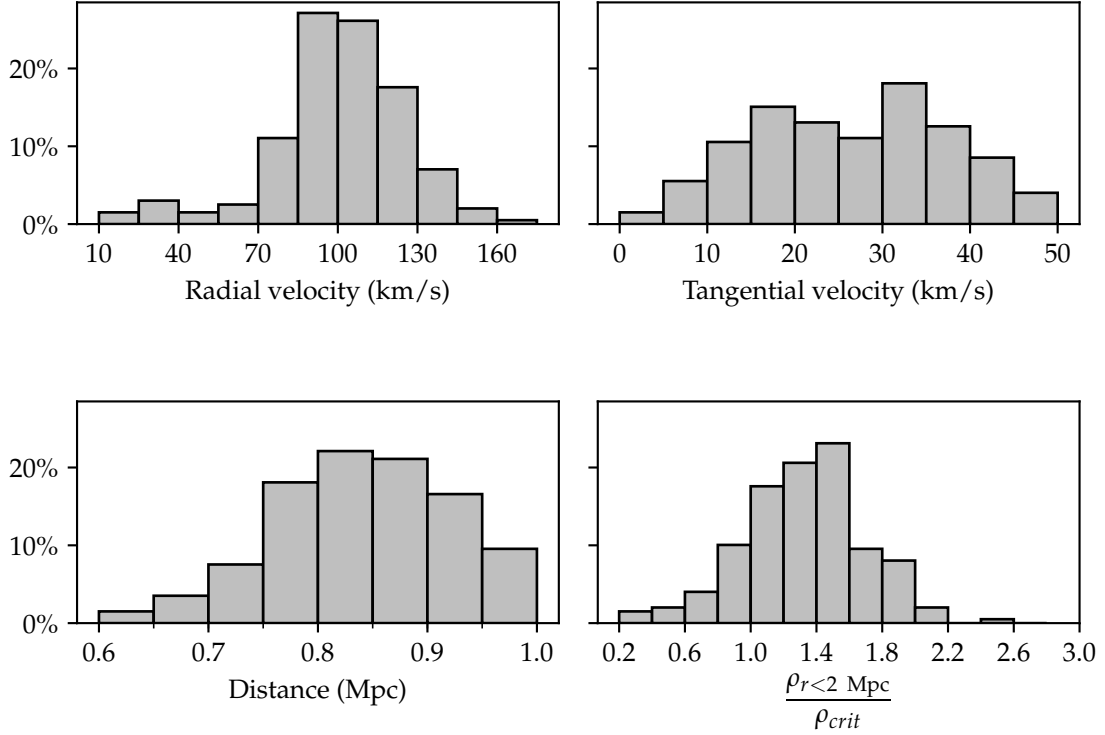 20%
10%
0%
10 40 70 100 130 160
Radial velocity (km/s)
0 10 20 30 40 50
Tangential velocity (km/s)
20%
10%
0%
0.6 0.7 0.8 0.9 1.0
Distance (Mpc)
0.2 0.6 1.0 1.4 1.8 2.2 2.6 3.0
ρr<2 Mpc
ρcrit